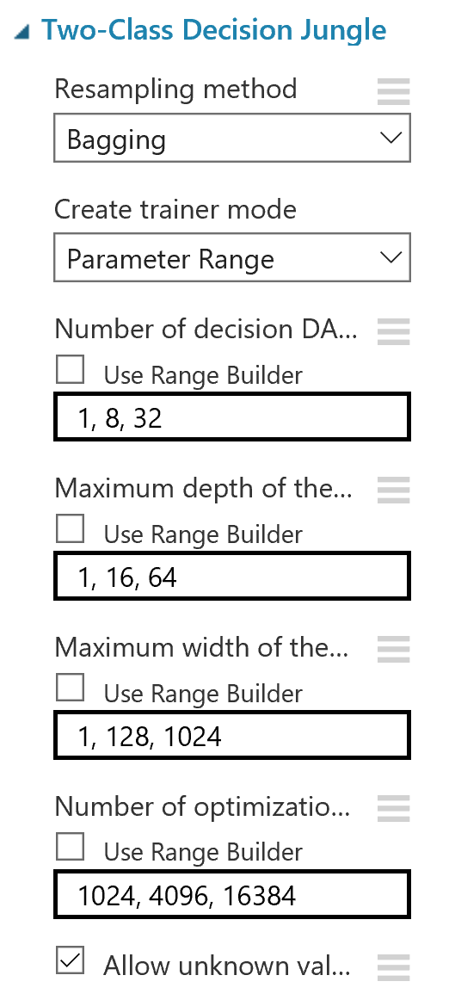 Two-Class Decision Jungle
Resampling method
Bagging
Create trainer mode
Parameter Range
Number of decision DA...
Use Range Builder
1, 8, 32
Maximum depth of the...
Use Range Builder
1, 16, 64
Maximum width of the...
Use Range Builder
1, 128, 1024
Number of optimizatio...
Use Range Builder
1024, 4096, 16384
Allow unknown val...